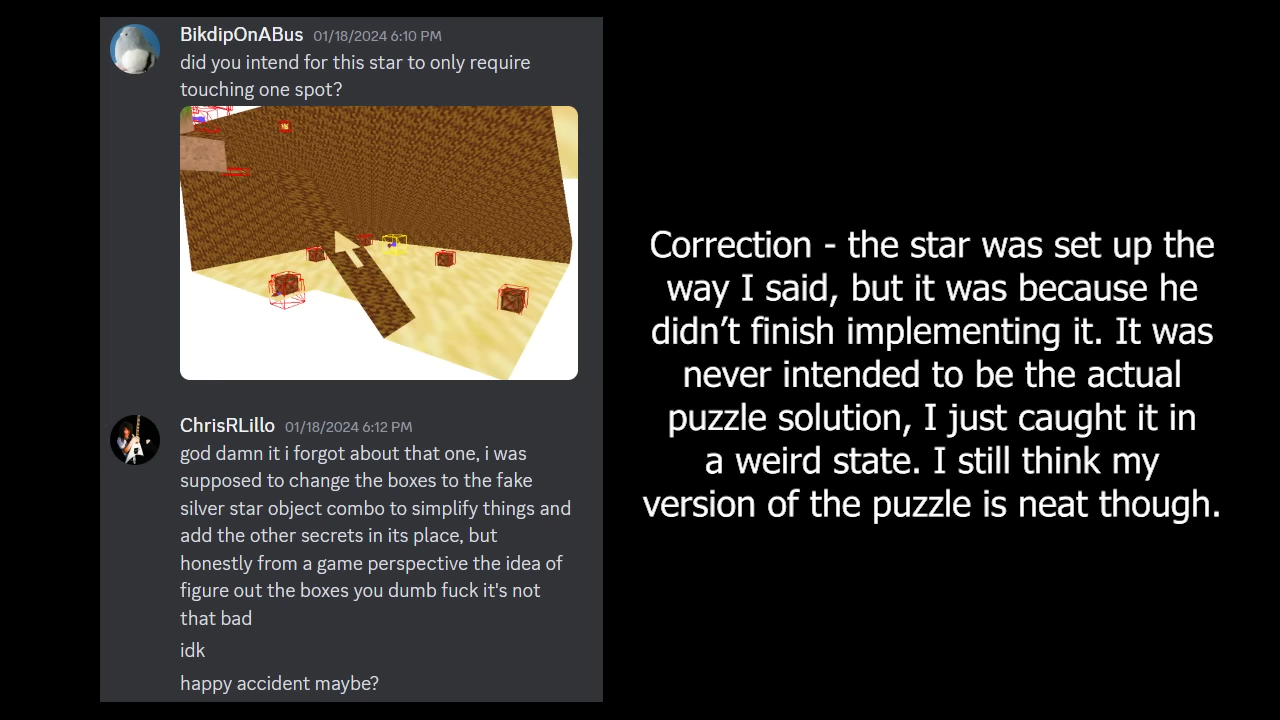 BikdipOnABus 01/18/2024 6:10 PM
did you intend for this star to only require
touching one spot?
ChrisRLillo 01/18/2024 6:12 PM
god damn it i forgot about that one, i was
supposed to change the boxes to the fake
silver star object combo to simplify things and
add the other secrets in its place, but
honestly from a game perspective the idea of
figure out the boxes you dumb fuck it's not
that bad
idk
happy accident maybe?
Correction - the star was set up the
way I said, but it was because he
didn’t finish implementing it. It was
never intended to be the actual
puzzle solution, I just caught it in
a weird state. I still think my
version of the puzzle is neat though.